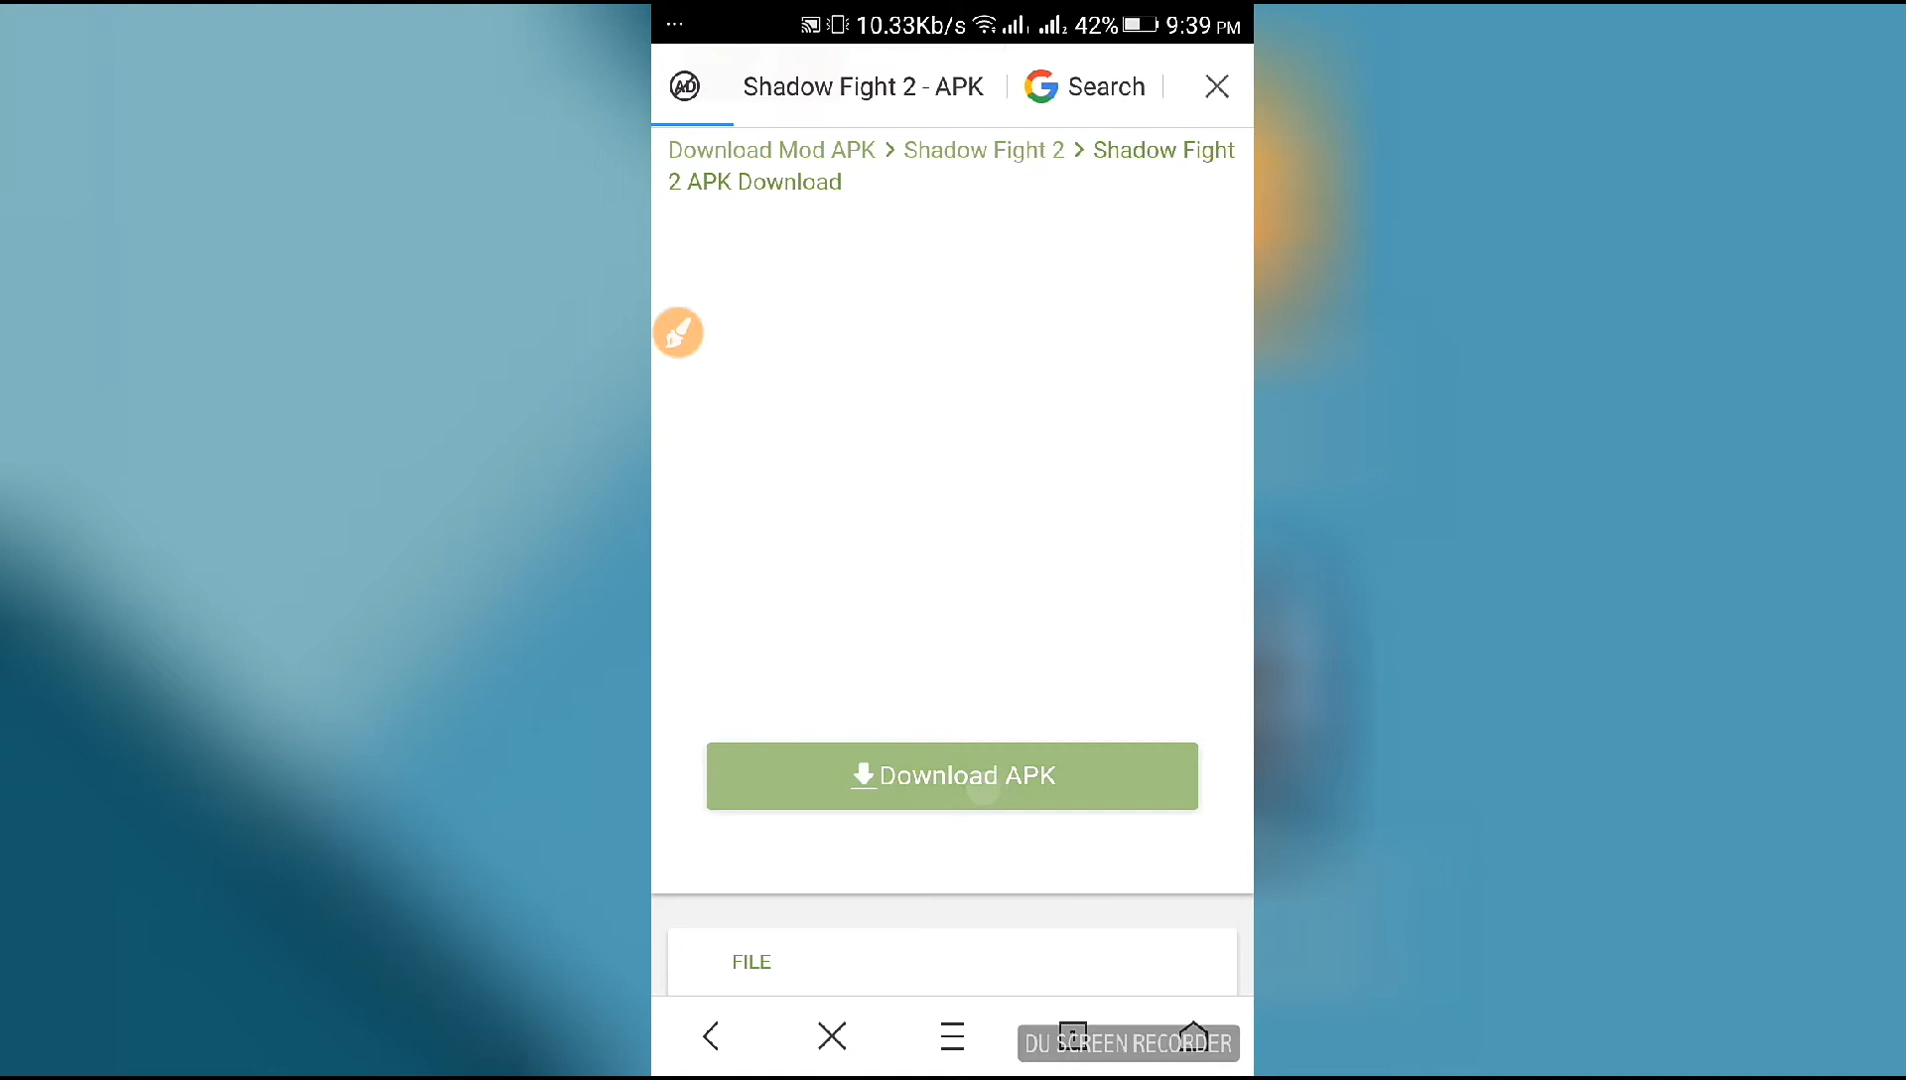 10.33Kb/s 42% 9:39 PM
AD Shadow Fight 2 - APK Search
Download Mod APK > Shadow Fight 2 > Shadow Fight
2 APK Download
Download APK
FILE
DU SCREEN RECORDER